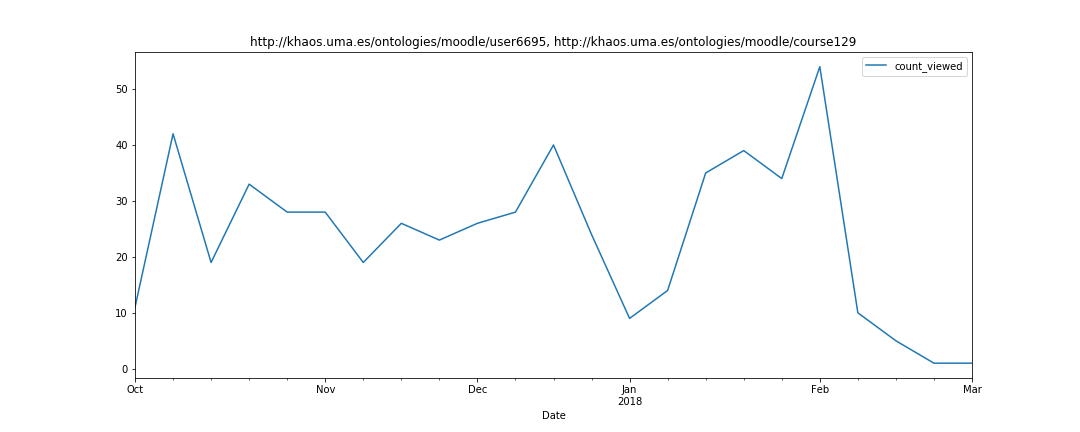 http://khaos.uma.es/ontologies/moodle/user6695, http://khaos.uma.es/ontologies/moodle/course129
count_viewed
50
40
30
20
10
0
Oct Nov Dec Jan Feb Mar
2018
Date